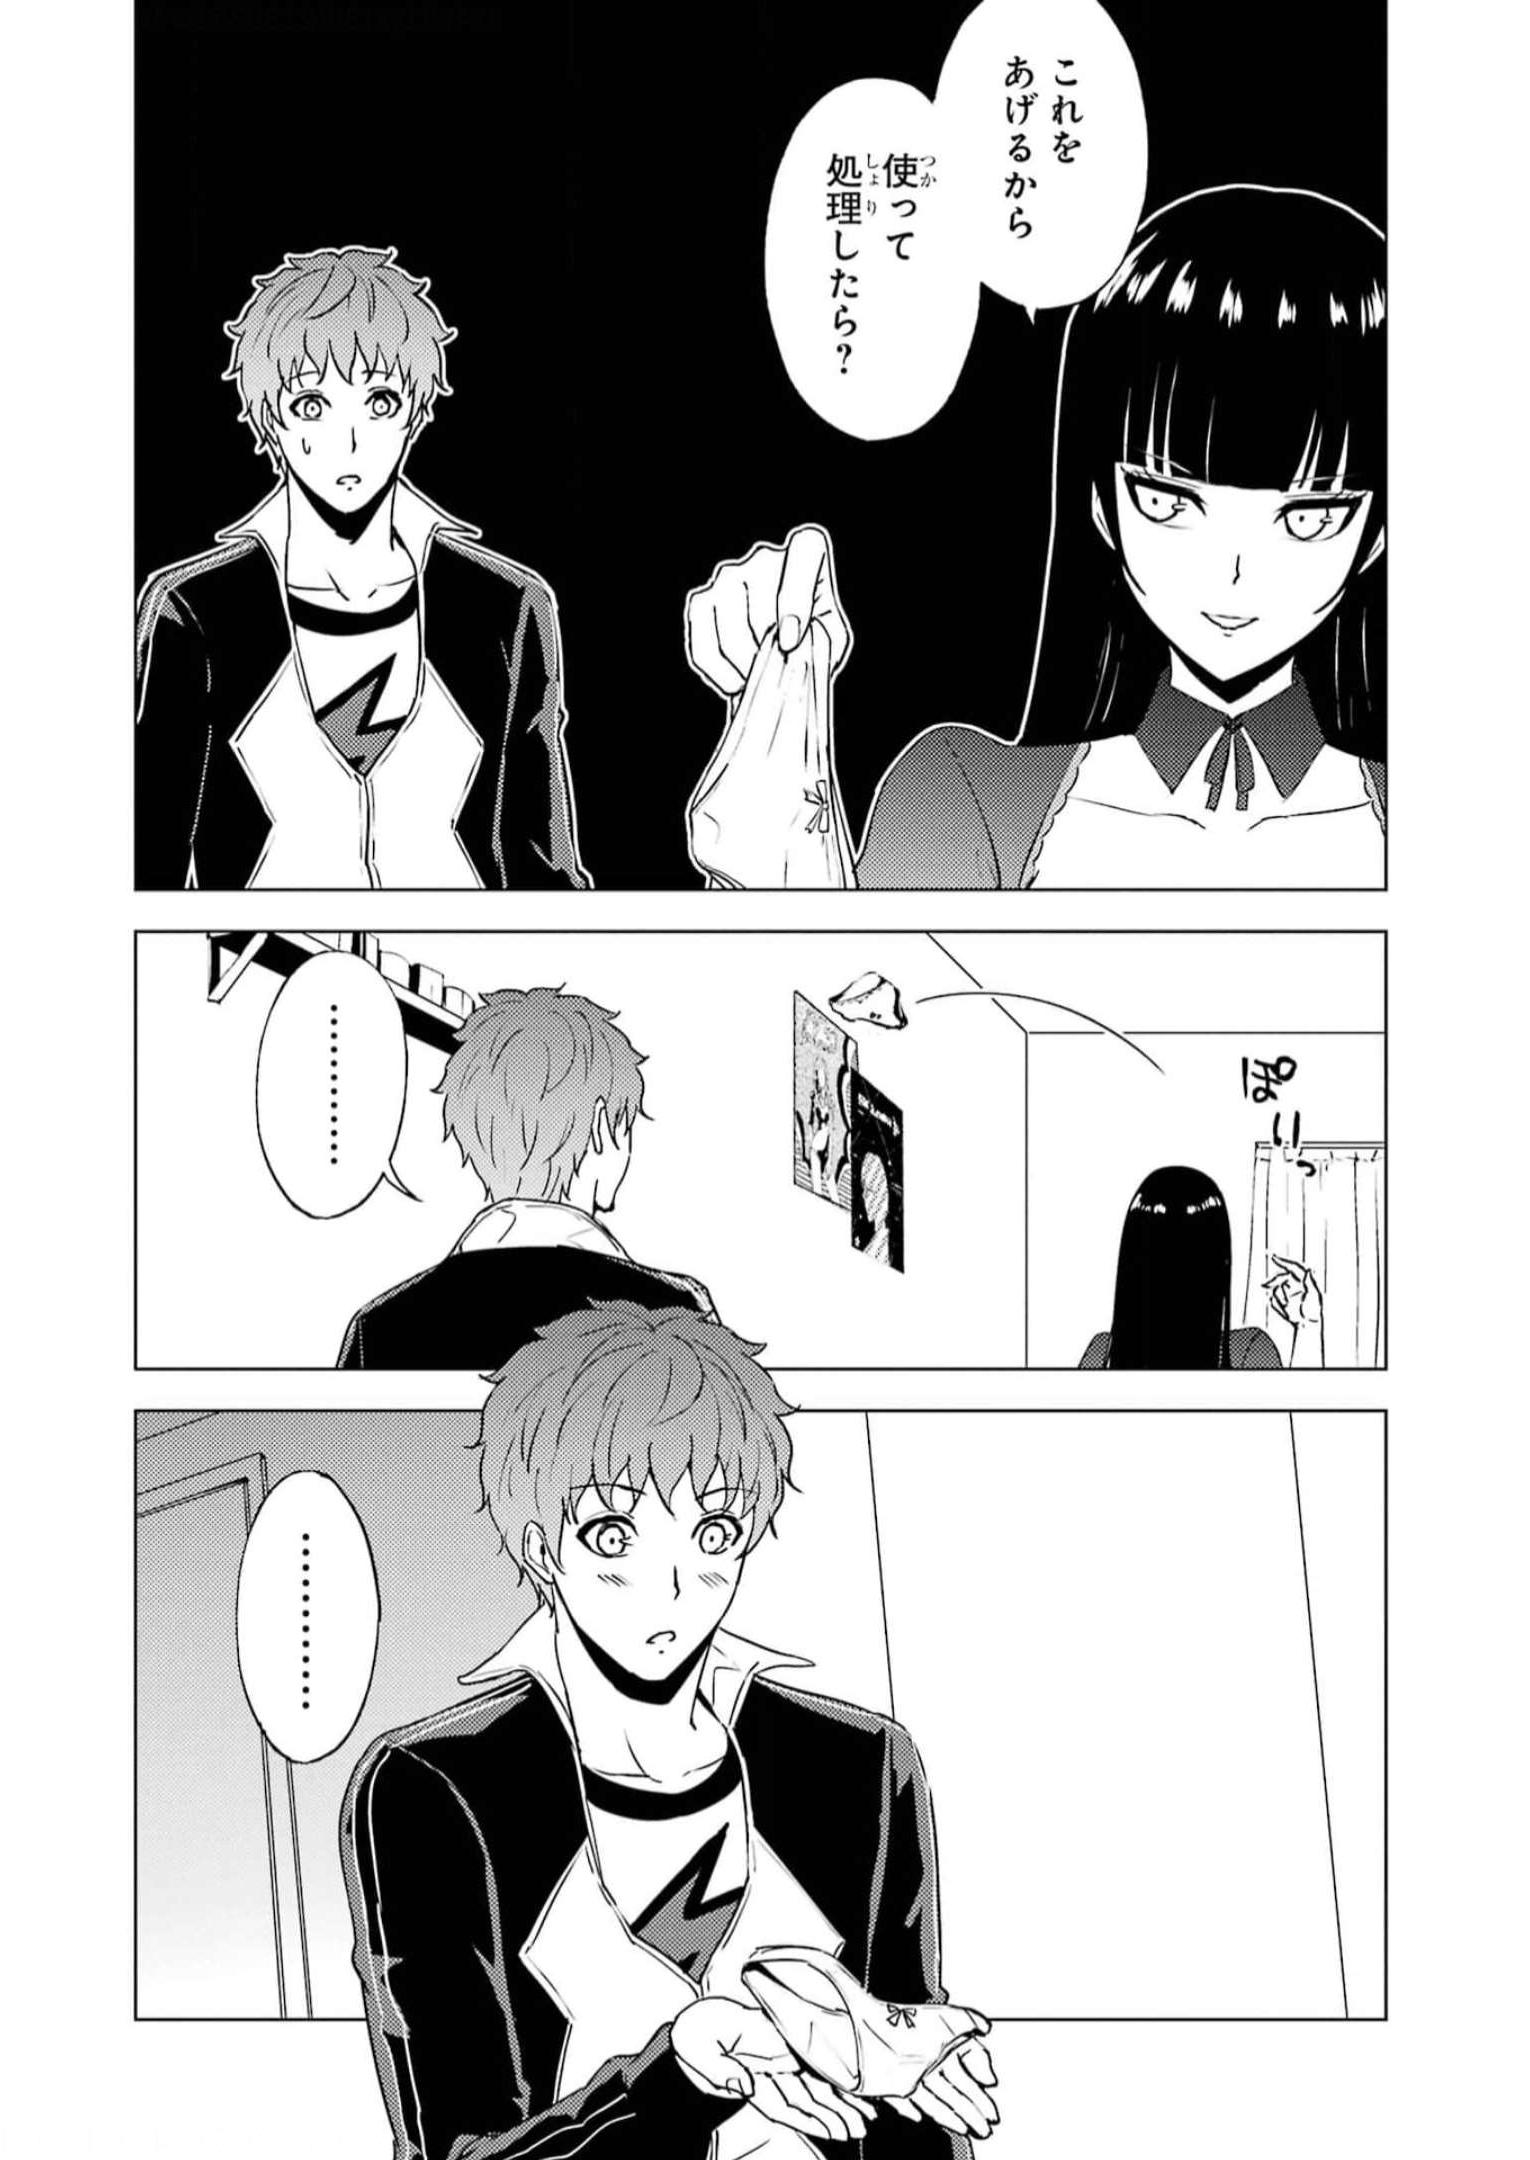 これを
あげるから
使って
処理したら？
ぽいっ
…………
…………